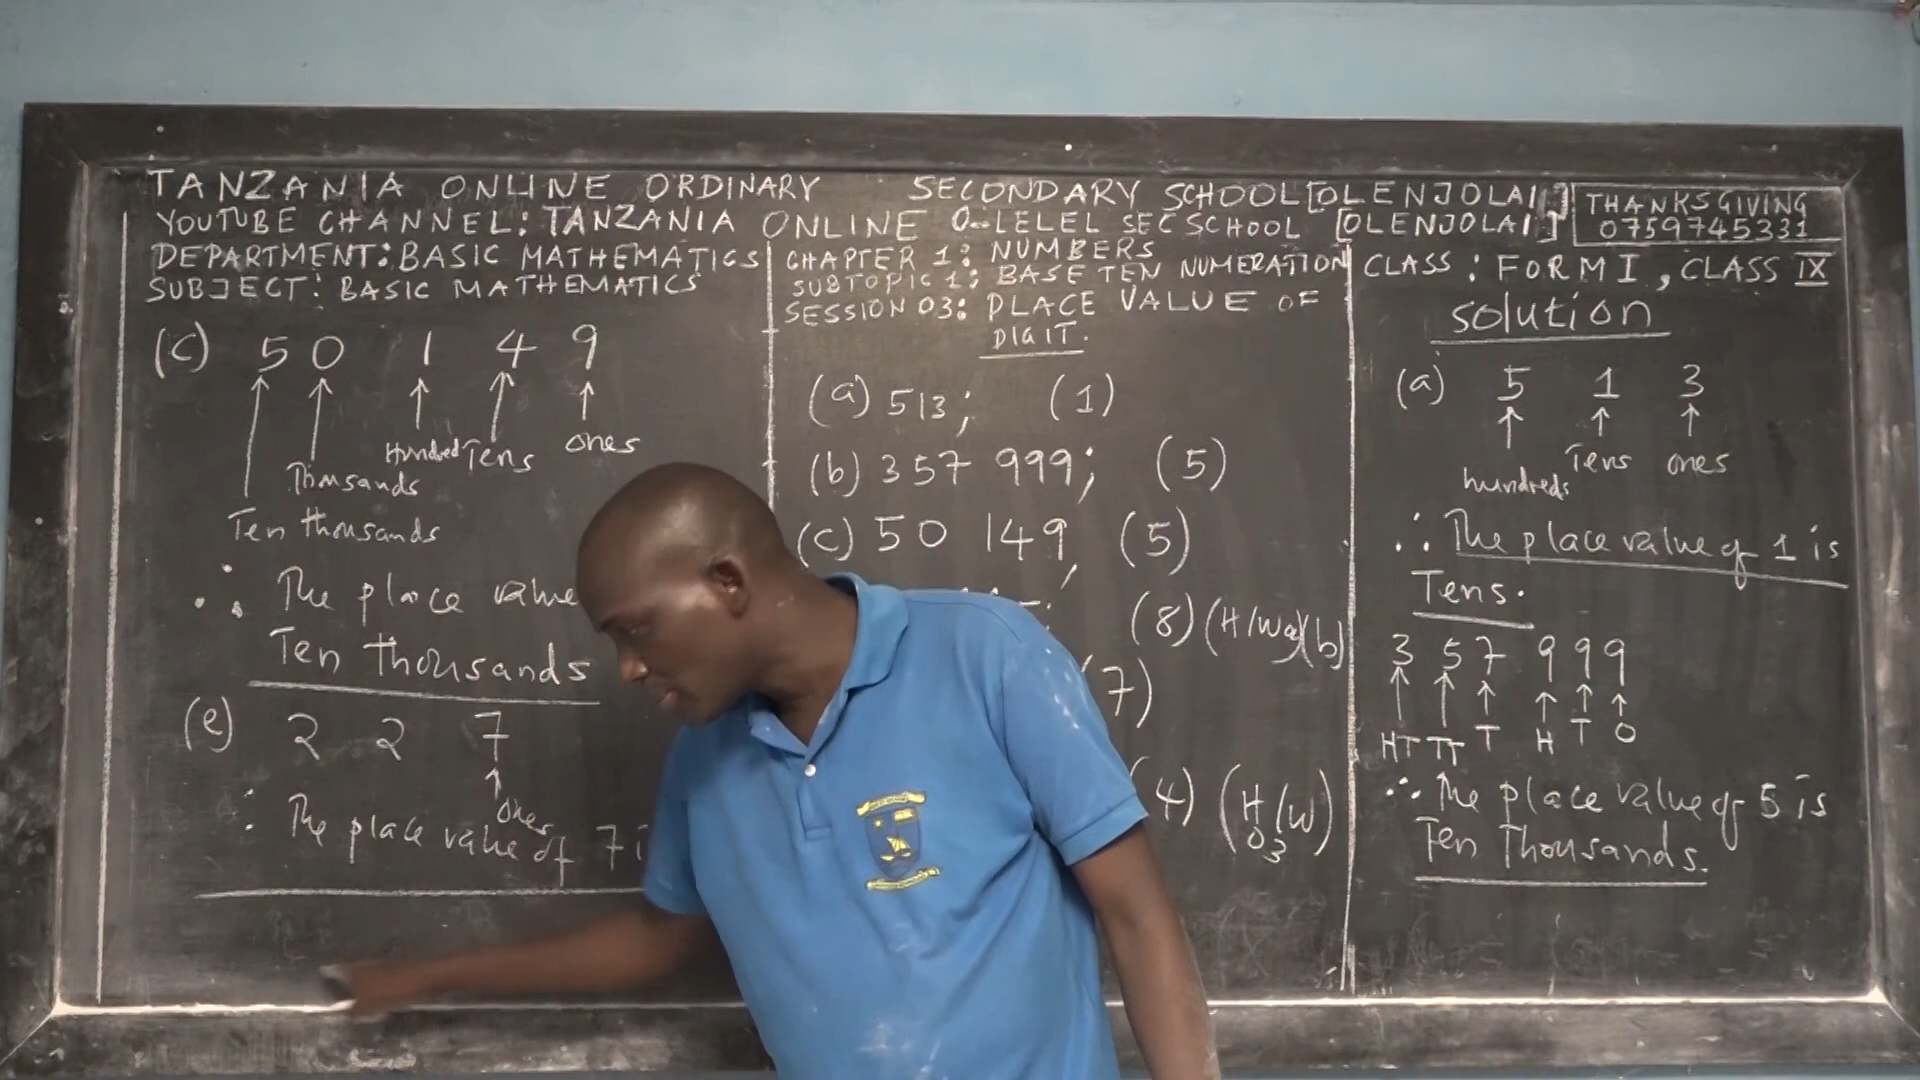 TANZANIA ONLINE ORDINARY SECONDARY SCHOOL [OLENJOLAI]
YOUTUBE CHANNEL: TANZANIA ONLINE O-LELEL SEC SCHOOL [OLENJOLAI]
THANKS GIVING
0759745331
DEPARTMENT: BASIC MATHEMATICS
SUBJECT: BASIC MATHEMATICS
(c) 5 0 1 4 9
ones
Hundred Tens
Thousands
Ten thousands
∴ The place value
Ten thousands
(e) 2 2 7
ones
∴ The place value of 7 i
CHAPTER 1: NUMBERS
SUBTOPIC 1: BASE TEN NUMERATION
SESSION 03: PLACE VALUE OF
DIGIT.
(a) 513; (1)
(b) 357 999; (5)
(c) 50 149, (5)
(8) (H/W
(b)
7)
4) (H/W)
03
CLASS: FORM I, CLASS IX
solution
(a) 5 1 3
hundreds Tens ones
∴ The place value of 1 is
Tens.
3 5 7 9 9 9
HT TT T H T O
∴ The place value of 5 is
Ten Thousands.